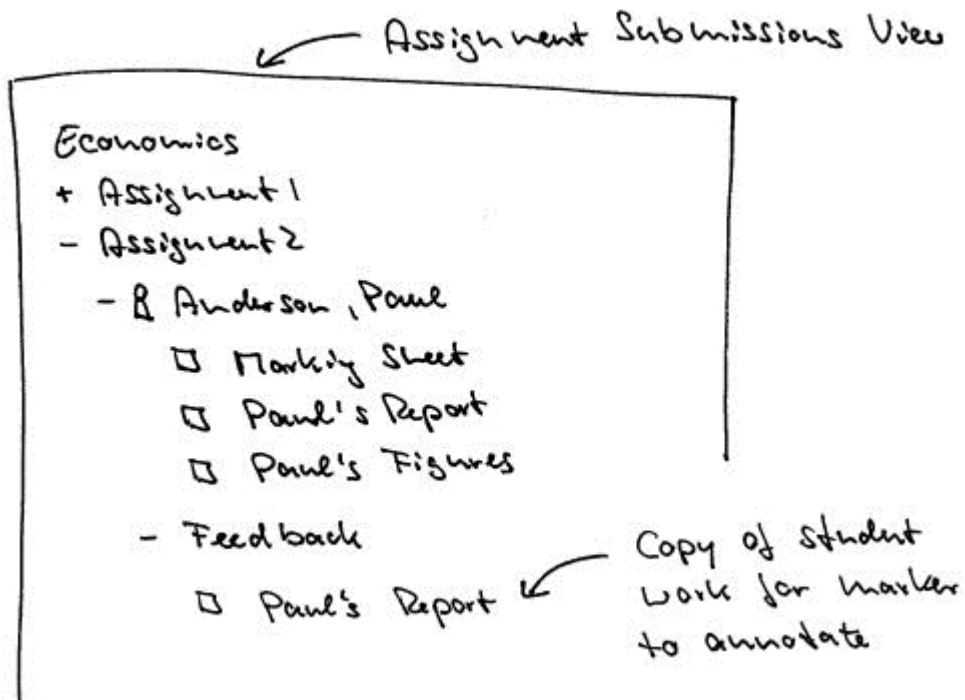 Assignment Submissions View
Economics
+ Assignment 1
- Assignment 2
- Anderson, Paul
Marking Sheet
Paul's Report
Paul's Figures
- Feedback
Paul's Report
Copy of student
work for marker
to annotate